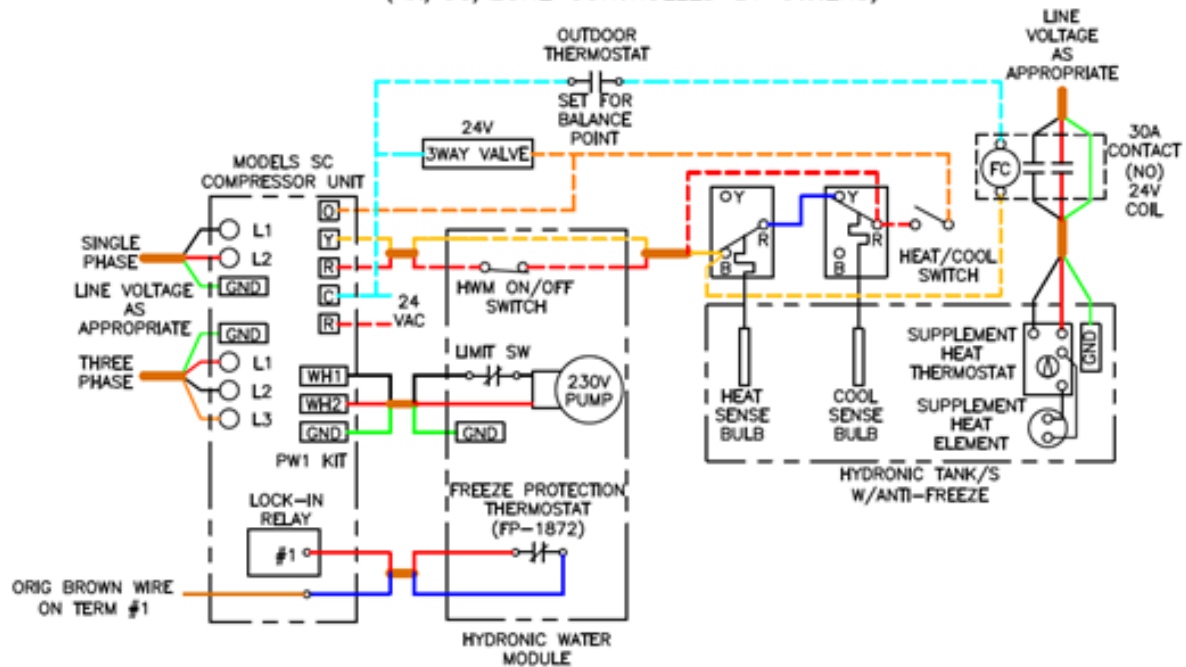 OUTDOOR
THERMOSTAT
SET FOR
BALANCE
POINT
LINE
VOLTAGE
AS
APPROPRIATE
24V
3WAY VALVE
30A
CONTACT
(NO)
24V
COIL
FC
MODELS SC
COMPRESSOR UNIT
O
Y
R
C
R
L1
L2
GND
SINGLE
PHASE
LINE VOLTAGE
AS
APPROPRIATE
GND
THREE
PHASE
L1
L2
L3
24
VAC
HWM ON/OFF
SWITCH
Y
R
B
Y
R
B
HEAT/COOL
SWITCH
WH1
WH2
GND
PW1 KIT
LIMIT SW
230V
PUMP
GND
HEAT
SENSE
BULB
COOL
SENSE
BULB
SUPPLEMENT
HEAT
THERMOSTAT
GND
SUPPLEMENT
HEAT
ELEMENT
HYDRONIC TANK/S
W/ANTI-FREEZE
LOCK-IN
RELAY
#1
FREEZE PROTECTION
THERMOSTAT
(FP-1872)
ORIG BROWN WIRE
ON TERM #1
HYDRONIC WATER
MODULE